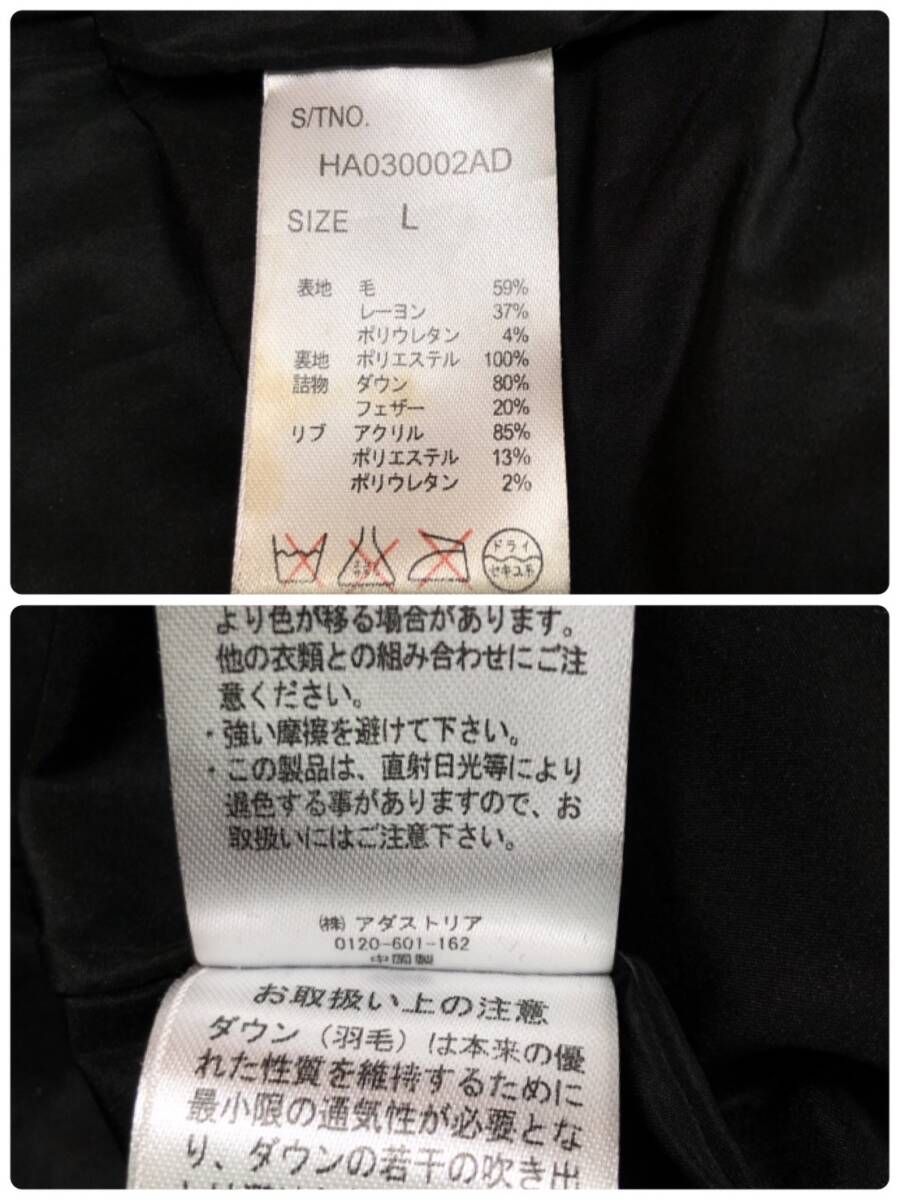 S/TNO.
HA030002AD
SIZE L
表地 毛 59%
レーヨン 37%
ポリウレタン 4%
裏地 ポリエステル 100%
詰物 ダウン 80%
フェザー 20%
リブ アクリル 85%
ポリエステル 13%
ポリウレタン 2%
ドライ
セキユ系
より色が移る場合があります。
他の衣類との組み合わせにご注
意ください。
・強い摩擦を避けて下さい。
・この製品は、直射日光等により
退色する事がありますので、お
取扱いにはご注意下さい。
㈱ アダストリア
0120-601-162
中国製
お取扱い上の注意
ダウン（羽毛）は本来の優
れた性質を維持するために
最小限の通気性が必要とな
り、ダウンの若干の吹き出